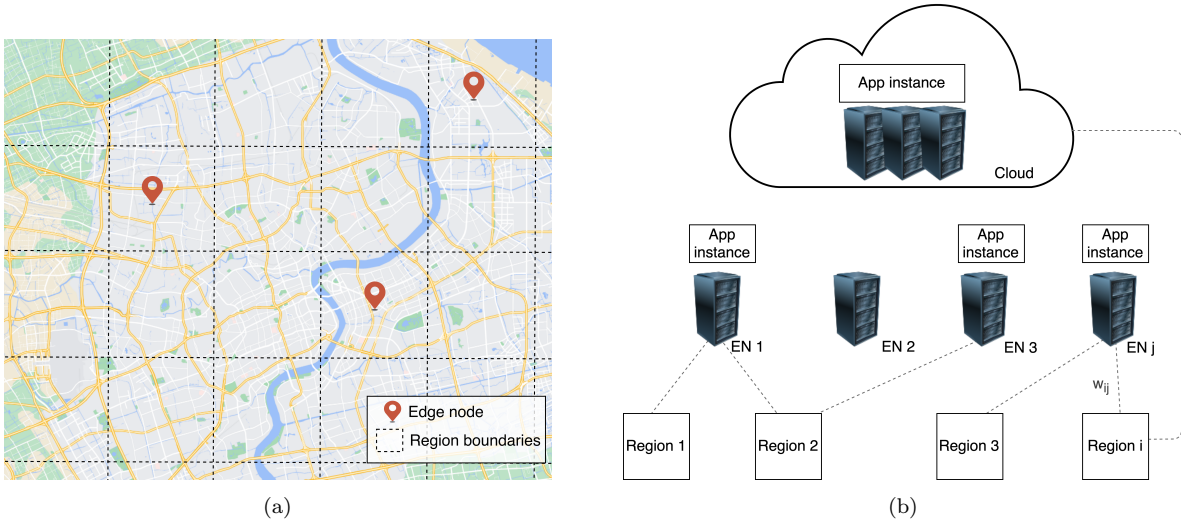 Edge node
Region boundaries
(a)
App instance
Cloud
App
instance
App
instance
App
instance
EN 1
EN 2
EN 3
EN j
wij
Region 1
Region 2
Region 3
Region i
(b)